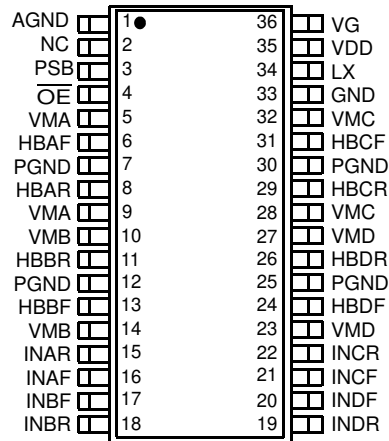 AGND 1 36 VG
NC 2 35 VDD
PSB 3 34 LX
OE 4 33 GND
VMA 5 32 VMC
HBAF 6 31 HBCF
PGND 7 30 PGND
HBAR 8 29 HBCR
VMA 9 28 VMC
VMB 10 27 VMD
HBBR 11 26 HBDR
PGND 12 25 PGND
HBBF 13 24 HBDF
VMB 14 23 VMD
INAR 15 22 INCR
INAF 16 21 INCF
INBF 17 20 INDF
INBR 18 19 INDR